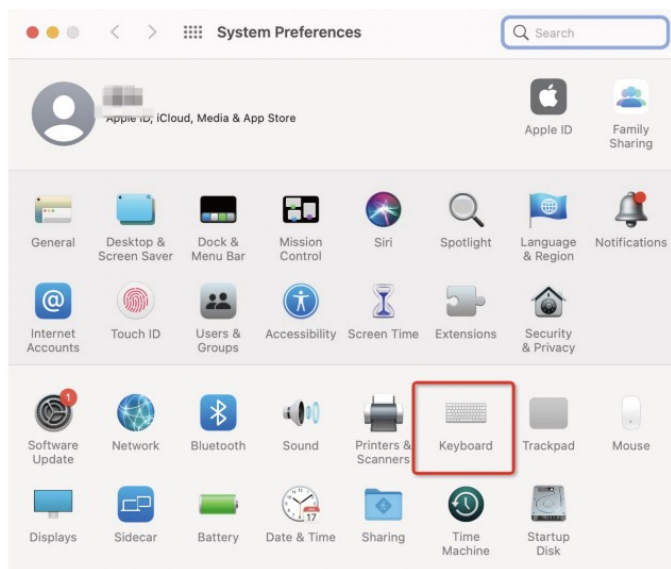 System Preferences
Search
Apple ID, iCloud, Media & App Store
Apple ID
Family
Sharing
General
Desktop &
Screen Saver
Dock &
Menu Bar
Mission
Control
Siri
Spotlight
Language
& Region
Notifications
@
Internet
Accounts
Touch ID
Users &
Groups
Accessibility
Screen Time
Extensions
Security
& Privacy
1
Software
Update
Network
Bluetooth
Sound
Printers &
Scanners
Keyboard
Trackpad
Mouse
17
Displays
Sidecar
Battery
Date & Time
Sharing
Time
Machine
Startup
Disk